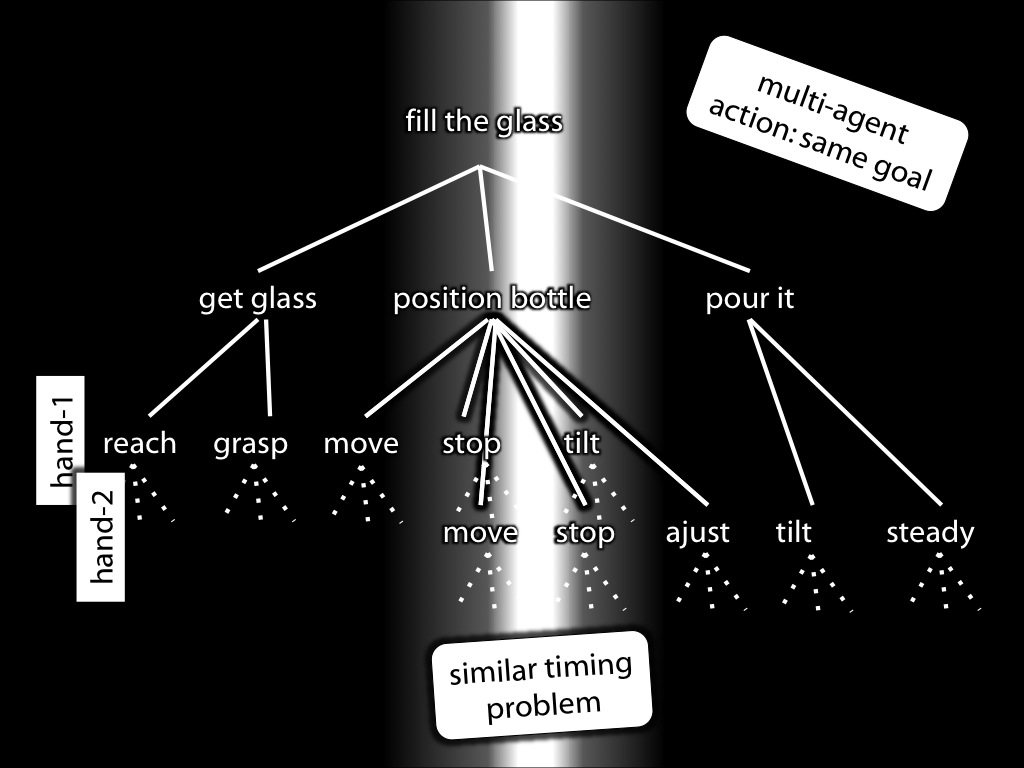 fill the glass
multi-agent
action: same goal
get glass
position bottle
pour it
hand-1
reach
grasp
move
stop
tilt
hand-2
move
stop
ajust
tilt
steady
similar timing
problem